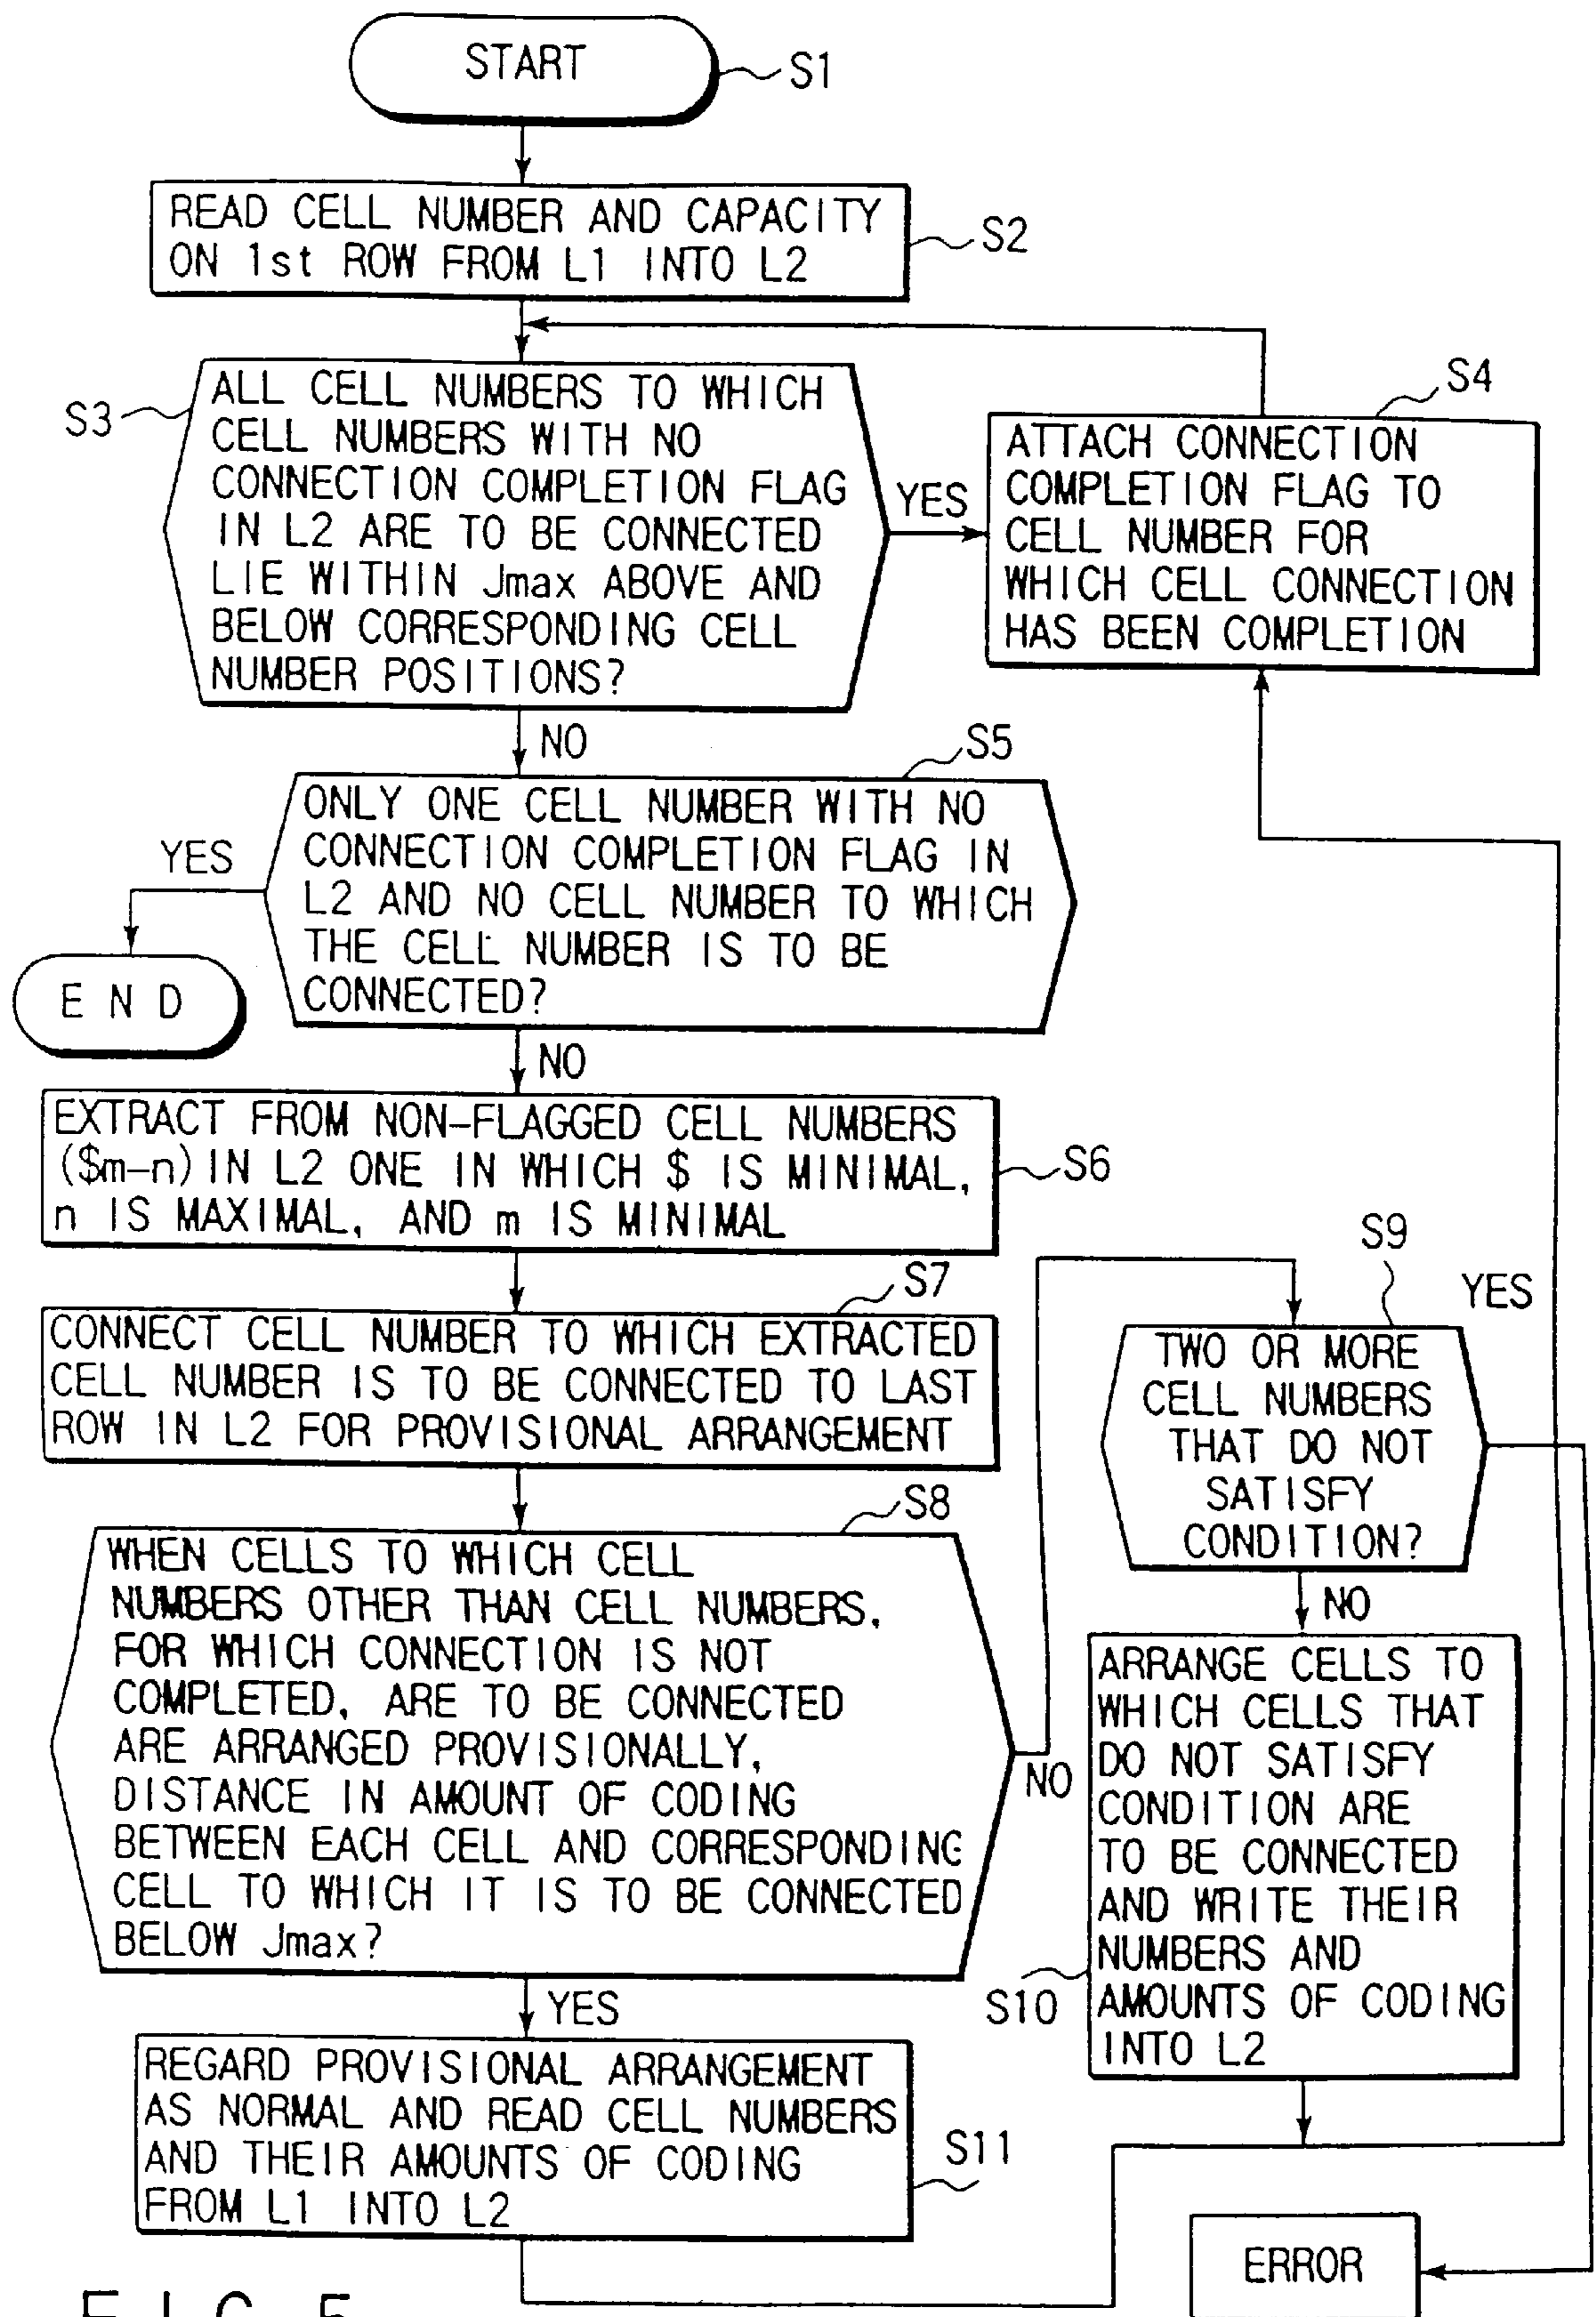 START
S1
READ CELL NUMBER AND CAPACITY
ON 1st ROW FROM L1 INTO L2
S2
S3
ALL CELL NUMBERS TO WHICH
CELL NUMBERS WITH NO
CONNECTION COMPLETION FLAG
IN L2 ARE TO BE CONNECTED
LIE WITHIN Jmax ABOVE AND
BELOW CORRESPONDING CELL
NUMBER POSITIONS?
YES
S4
ATTACH CONNECTION
COMPLETION FLAG TO
CELL NUMBER FOR
WHICH CELL CONNECTION
HAS BEEN COMPLETION
NO
S5
ONLY ONE CELL NUMBER WITH NO
CONNECTION COMPLETION FLAG IN
L2 AND NO CELL NUMBER TO WHICH
THE CELL NUMBER IS TO BE
CONNECTED?
YES
E N D
NO
EXTRACT FROM NON-FLAGGED CELL NUMBERS
($m-n) IN L2 ONE IN WHICH $ IS MINIMAL,
n IS MAXIMAL, AND m IS MINIMAL
S6
S7
CONNECT CELL NUMBER TO WHICH EXTRACTED
CELL NUMBER IS TO BE CONNECTED TO LAST
ROW IN L2 FOR PROVISIONAL ARRANGEMENT
S8
WHEN CELLS TO WHICH CELL
NUMBERS OTHER THAN CELL NUMBERS,
FOR WHICH CONNECTION IS NOT
COMPLETED, ARE TO BE CONNECTED
ARE ARRANGED PROVISIONALLY,
DISTANCE IN AMOUNT OF CODING
BETWEEN EACH CELL AND CORRESPONDING
CELL TO WHICH IT IS TO BE CONNECTED
BELOW Jmax?
NO
S9
YES
TWO OR MORE
CELL NUMBERS
THAT DO NOT
SATISFY
CONDITION?
NO
ARRANGE CELLS TO
WHICH CELLS THAT
DO NOT SATISFY
CONDITION ARE
TO BE CONNECTED
AND WRITE THEIR
NUMBERS AND
AMOUNTS OF CODING
INTO L2
S10
YES
REGARD PROVISIONAL ARRANGEMENT
AS NORMAL AND READ CELL NUMBERS
AND THEIR AMOUNTS OF CODING
FROM L1 INTO L2
S11
ERROR
FIG. 5